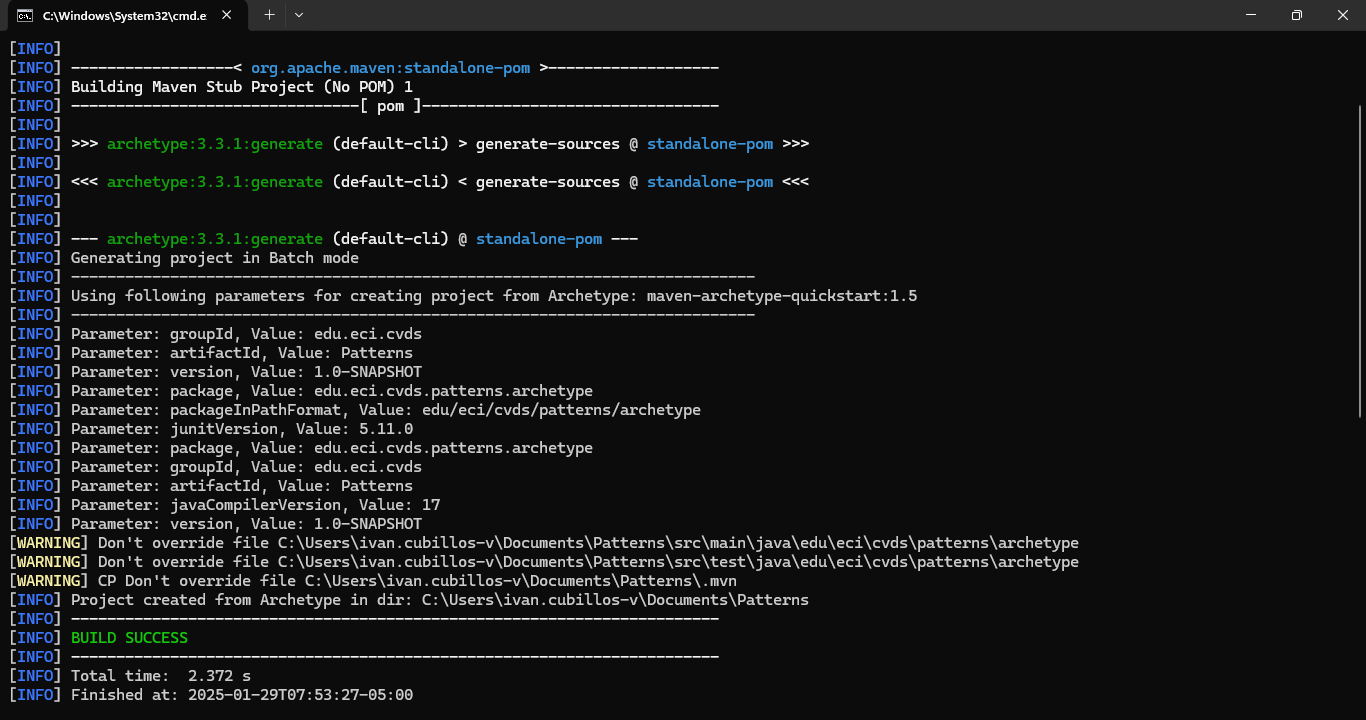 C:\Windows\System32\cmd.e
[INFO]
[INFO] ------------------< org.apache.maven:standalone-pom >-------------------
[INFO] Building Maven Stub Project (No POM) 1
[INFO] --------------------------------[ pom ]---------------------------------
[INFO]
[INFO] >>> archetype:3.3.1:generate (default-cli) > generate-sources @ standalone-pom >>>
[INFO]
[INFO] <<< archetype:3.3.1:generate (default-cli) < generate-sources @ standalone-pom <<<
[INFO]
[INFO]
[INFO] --- archetype:3.3.1:generate (default-cli) @ standalone-pom ---
[INFO] Generating project in Batch mode
[INFO] ----------------------------------------------------------------------------
[INFO] Using following parameters for creating project from Archetype: maven-archetype-quickstart:1.5
[INFO] ----------------------------------------------------------------------------
[INFO] Parameter: groupId, Value: edu.eci.cvds
[INFO] Parameter: artifactId, Value: Patterns
[INFO] Parameter: version, Value: 1.0-SNAPSHOT
[INFO] Parameter: package, Value: edu.eci.cvds.patterns.archetype
[INFO] Parameter: packageInPathFormat, Value: edu/eci/cvds/patterns/archetype
[INFO] Parameter: junitVersion, Value: 5.11.0
[INFO] Parameter: package, Value: edu.eci.cvds.patterns.archetype
[INFO] Parameter: groupId, Value: edu.eci.cvds
[INFO] Parameter: artifactId, Value: Patterns
[INFO] Parameter: javaCompilerVersion, Value: 17
[INFO] Parameter: version, Value: 1.0-SNAPSHOT
[WARNING] Don't override file C:\Users\ivan.cubillos-v\Documents\Patterns\src\main\java\edu\eci\cvds\patterns\archetype
[WARNING] Don't override file C:\Users\ivan.cubillos-v\Documents\Patterns\src\test\java\edu\eci\cvds\patterns\archetype
[WARNING] CP Don't override file C:\Users\ivan.cubillos-v\Documents\Patterns\.mvn
[INFO] Project created from Archetype in dir: C:\Users\ivan.cubillos-v\Documents\Patterns
[INFO] ------------------------------------------------------------------------
[INFO] BUILD SUCCESS
[INFO] ------------------------------------------------------------------------
[INFO] Total time:  2.372 s
[INFO] Finished at: 2025-01-29T07:53:27-05:00